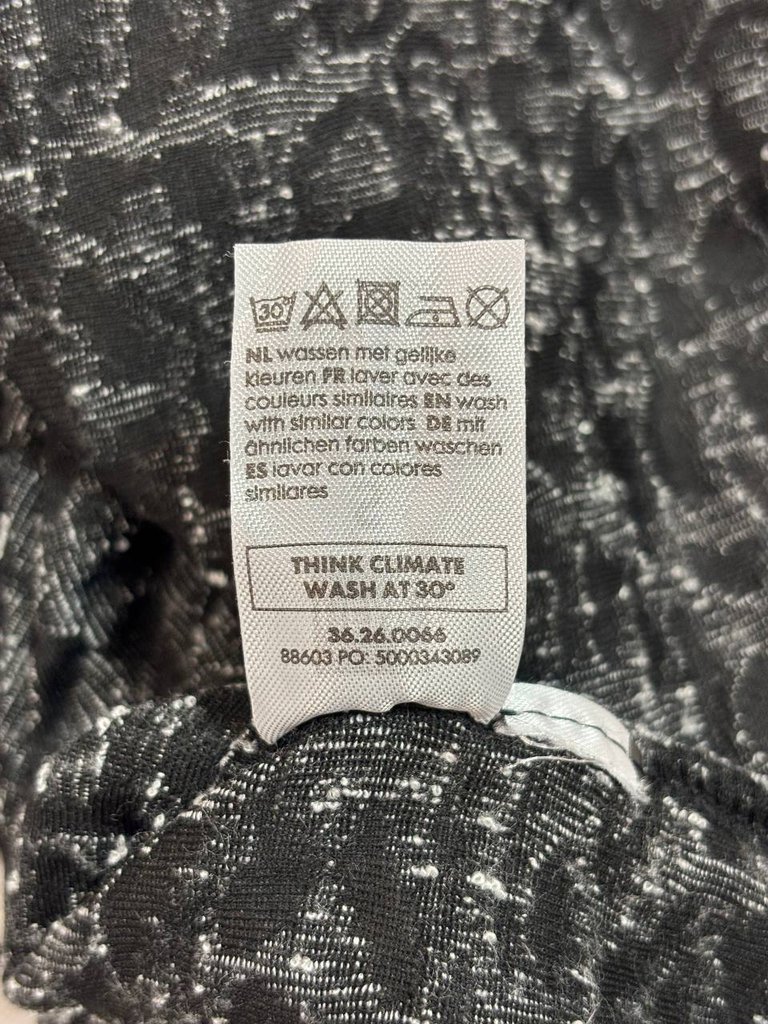 30
NL wassen met gelijke
kleuren FR laver avec des
couleurs similaires EN wash
with similar colors DE mit
ähnlichen farben waschen
ES lavar con colores
similares
THINK CLIMATE
WASH AT 30°
36.26.0066
88603 PO: 5000343089